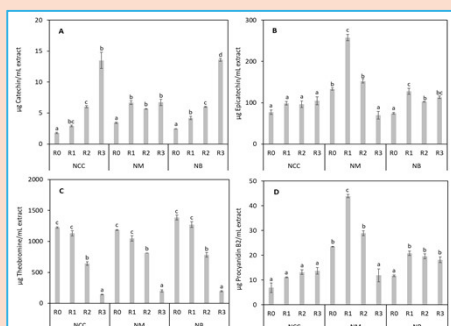 A
µg Catechin/mL extract
20
15
10
5
0
a
bc
c
b
a
b
b
b
a
b
c
d
R0 R1 R2 R3 R0 R1 R2 R3 R0 R1 R2 R3
NCC NM NB
B
µg Epicatechin/mL extract
300
200
100
0
a
a
a
a
b
c
b
a
a
c
b
bc
R0 R1 R2 R3 R0 R1 R2 R3 R0 R1 R2 R3
NCC NM NB
C
µg Theobromine/mL extract
2000
1500
1000
500
0
c
c
b
a
c
b
b
a
c
c
b
a
R0 R1 R2 R3 R0 R1 R2 R3 R0 R1 R2 R3
D
µg Procyanidin B2/mL extract
50
40
30
20
10
0
a
a
a
a
b
c
b
a
a
b
b
b
R0 R1 R2 R3 R0 R1 R2 R3 R0 R1 R2 R3
NCC NM NB